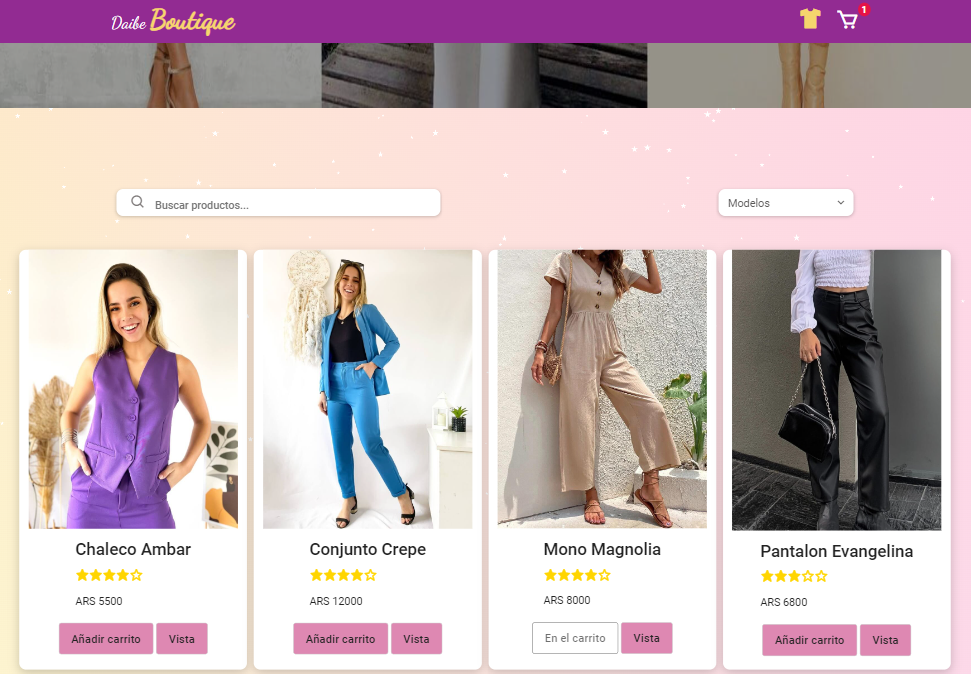 Daibe Boutique
1
Buscar productos...
Modelos
Chaleco Ambar
ARS 5500
Añadir carrito
Vista
Conjunto Crepe
ARS 12000
Añadir carrito
Vista
Mono Magnolia
ARS 8000
En el carrito
Vista
Pantalon Evangelina
ARS 6800
Añadir carrito
Vista